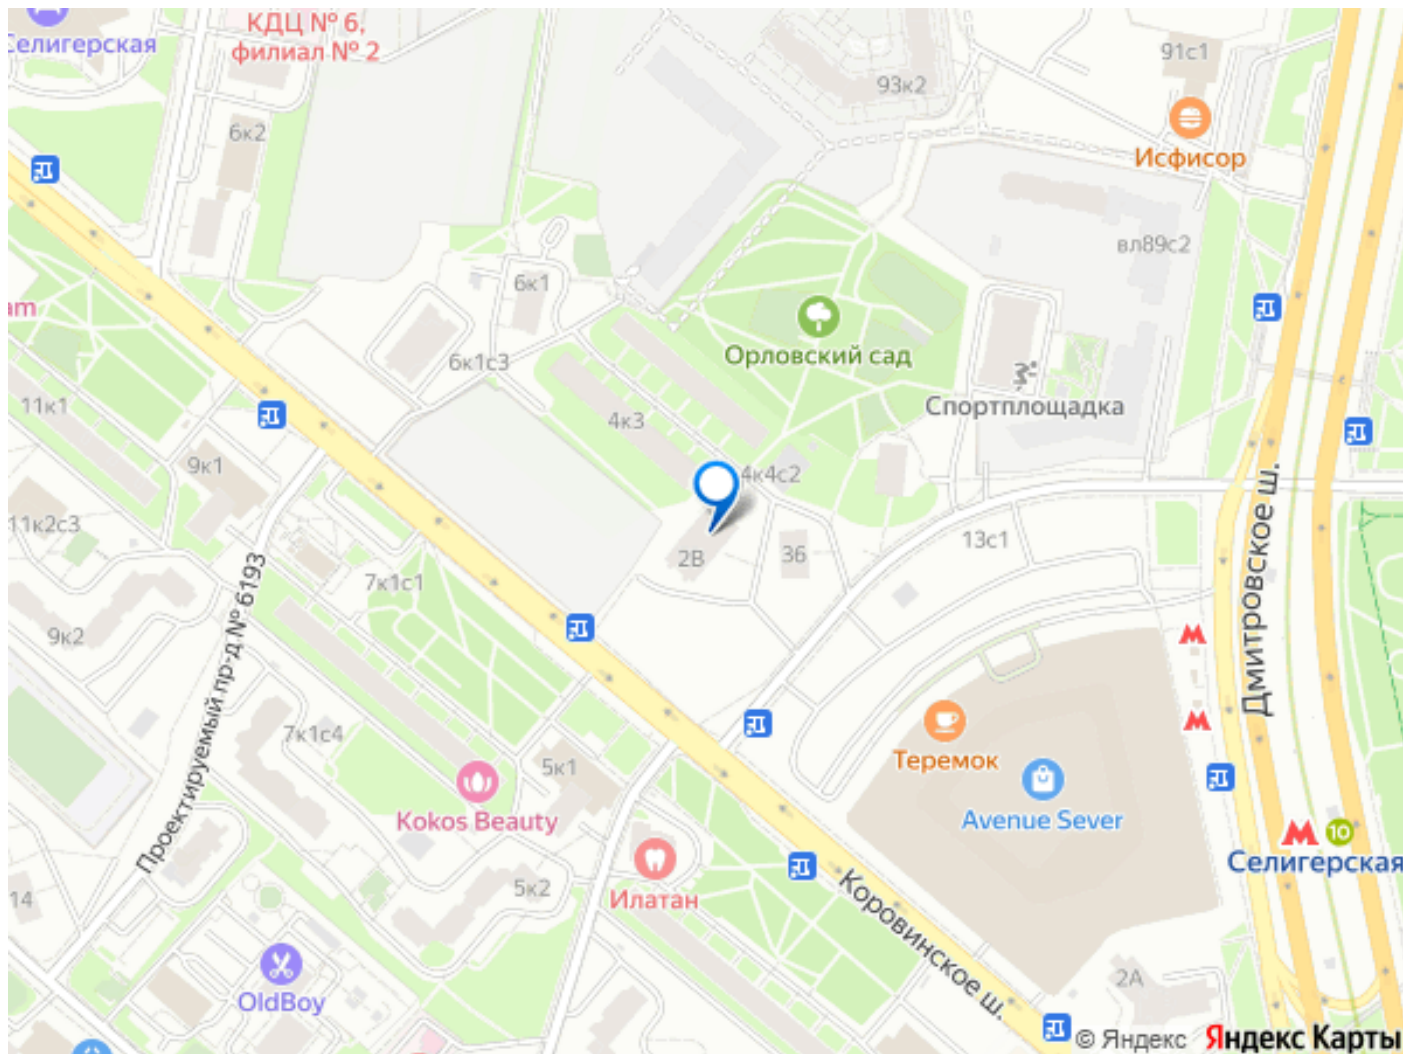 Селигерская
КДЦ № 6,
филиал № 2
91с1
93к2
6к2
Исфисор
вл89с2
6к1
am
Орловский сад
6к1с3
11к1
4к3
Спортплощадка
9к1
4к4с2
11к2с3
2В
36
13с1
7к1с1
9к2
Проектируемый пр-д № 6193
Дмитровское ш.
7к1с4
5к1
Теремок
Kokos Beauty
Avenue Sever
10
Селигерская
5к2
14
Илатан
Коровинское ш.
OldBoy
2А
© Яндекс Яндекс Карты